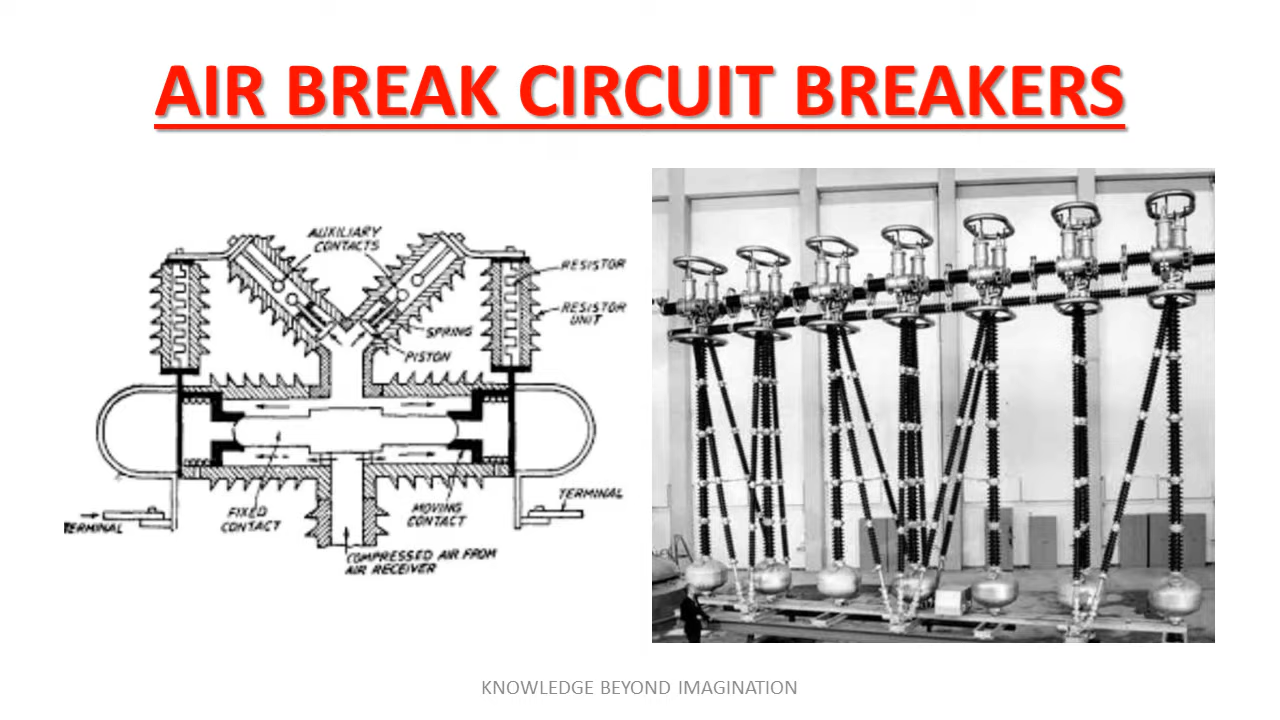 AIR BREAK CIRCUIT BREAKERS
AUXILIARY
CONTACTS
RESISTOR
RESISTOR
UNIT
SPRING
PISTON
FIXED
CONTACT
MOVING
CONTACT
TERMINAL
TERMINAL
COMPRESSED AIR FROM
AIR RECEIVER
KNOWLEDGE BEYOND IMAGINATION